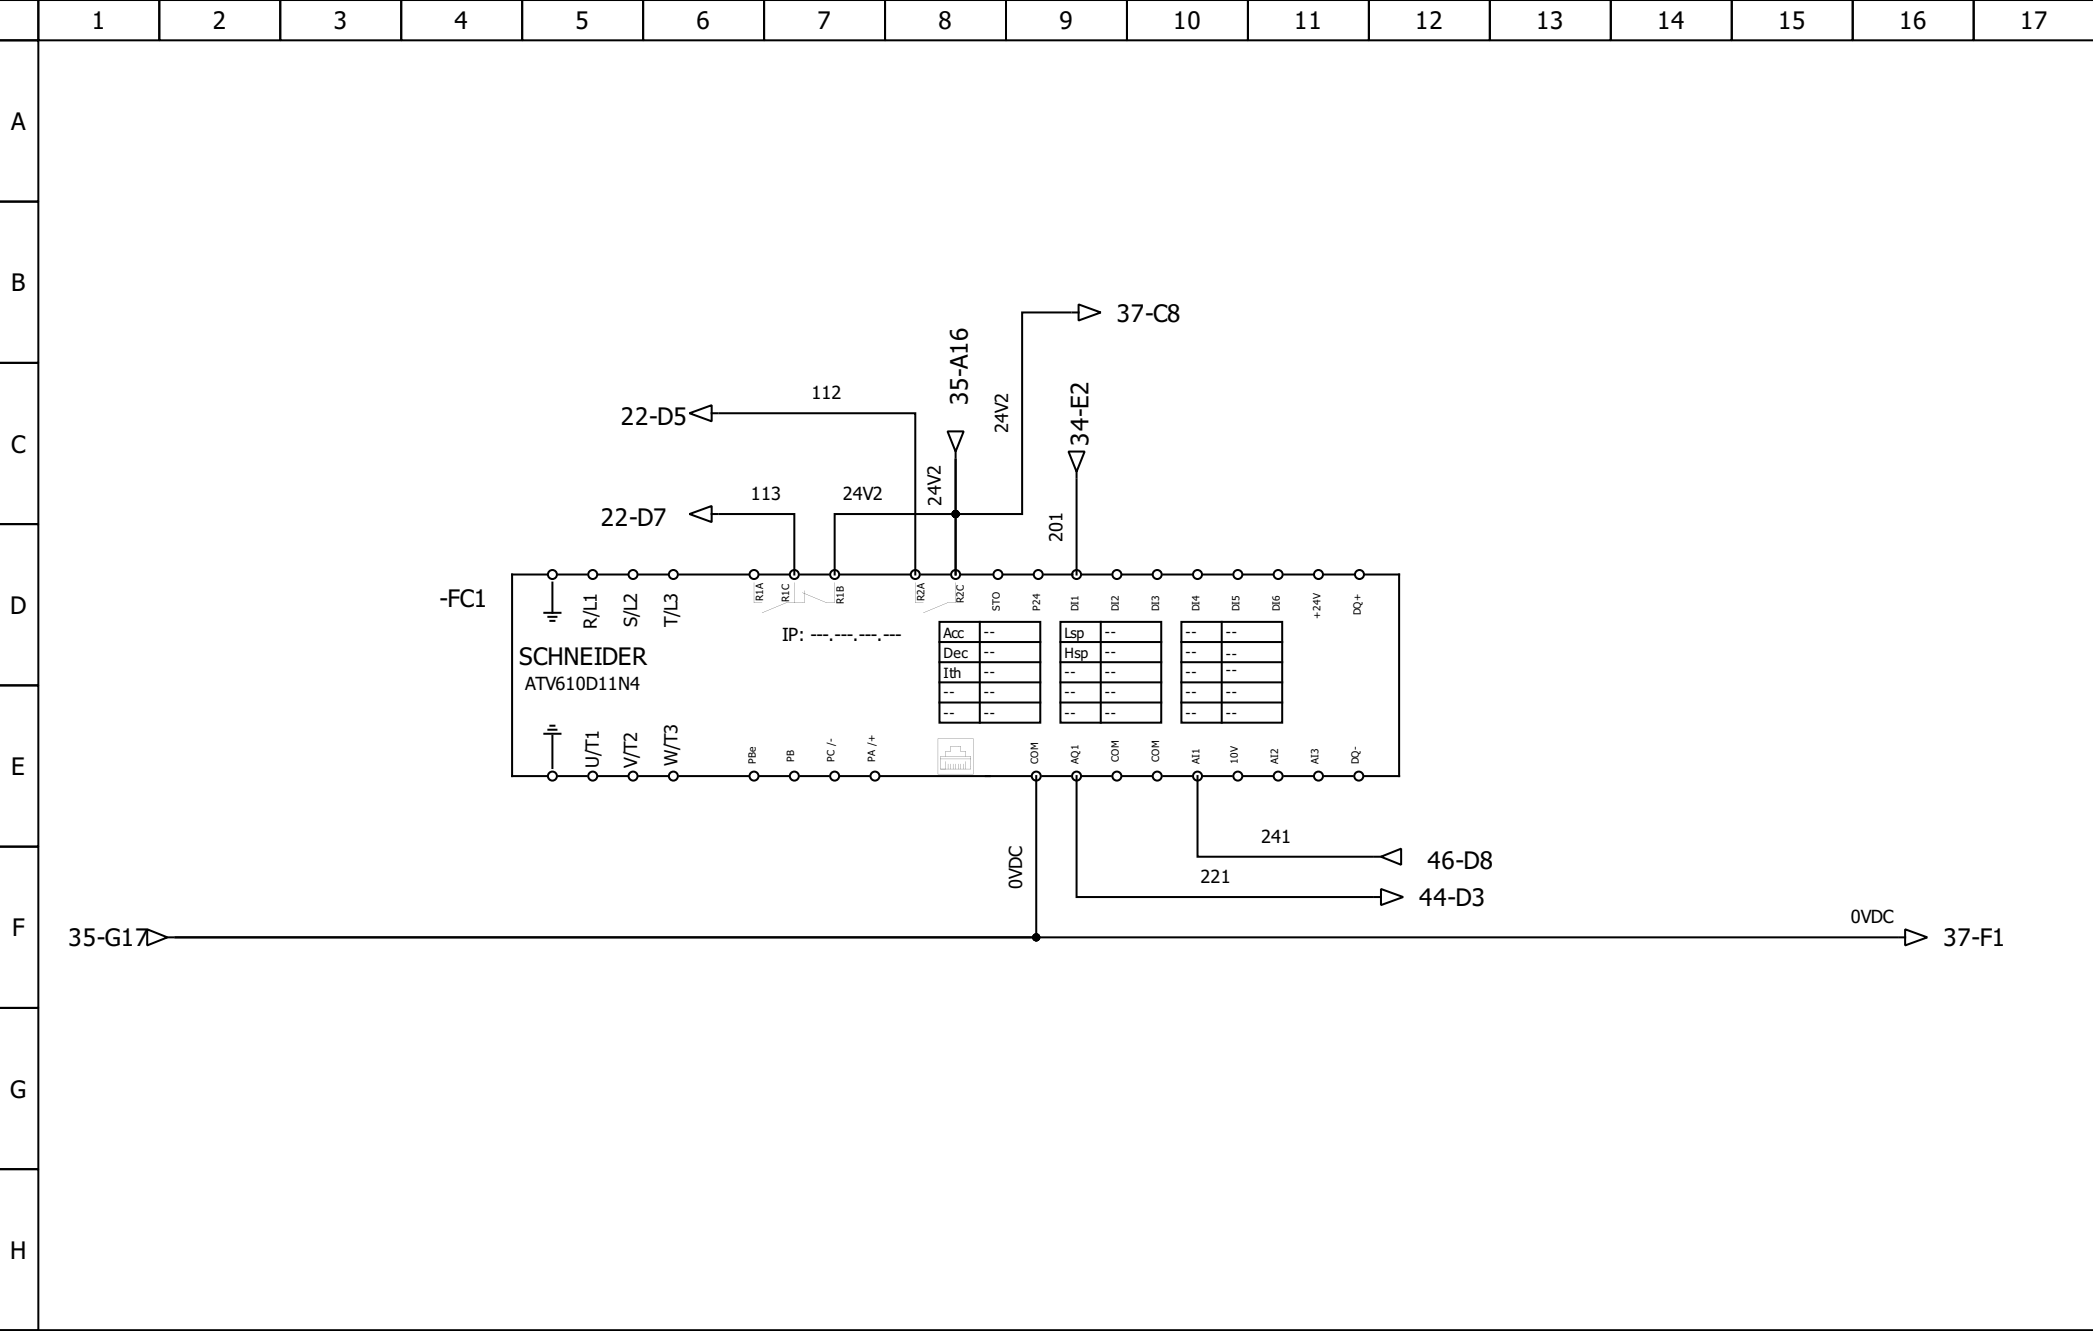 1 2 3 4 5 6 7 8 9 10 11 12 13 14 15 16 17
A
B
37-C8
35-A16
112
22-D5
24V2
34-E2
C
113
24V2
24V2
22-D7
201
D
-FC1
R/L1 S/L2 T/L3 R1A R1C R1B R2A R2C STO P24 DI1 DI2 DI3 DI4 DI5 DI6 +24V DQ+
IP: ---.---.---.---
SCHNEIDER
ATV610D11N4
Acc -- Lsp -- -- --
Dec -- Hsp -- -- --
Ith -- -- -- -- --
-- -- -- -- -- --
-- -- -- -- -- --
E
U/T1 V/T2 W/T3 PBe PB PC /- PA /+ COM AQ1 COM COM AI1 10V AI2 AI3 DQ-
241
46-D8
0VDC
221
44-D3
F
0VDC
35-G17
37-F1
G
H